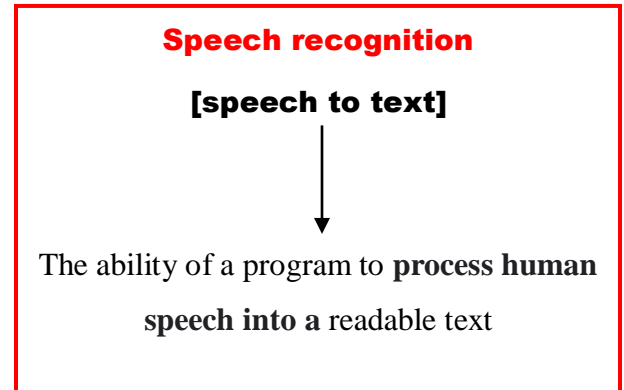 Speech recognition
[speech to text]
The ability of a program to process human
speech into a readable text